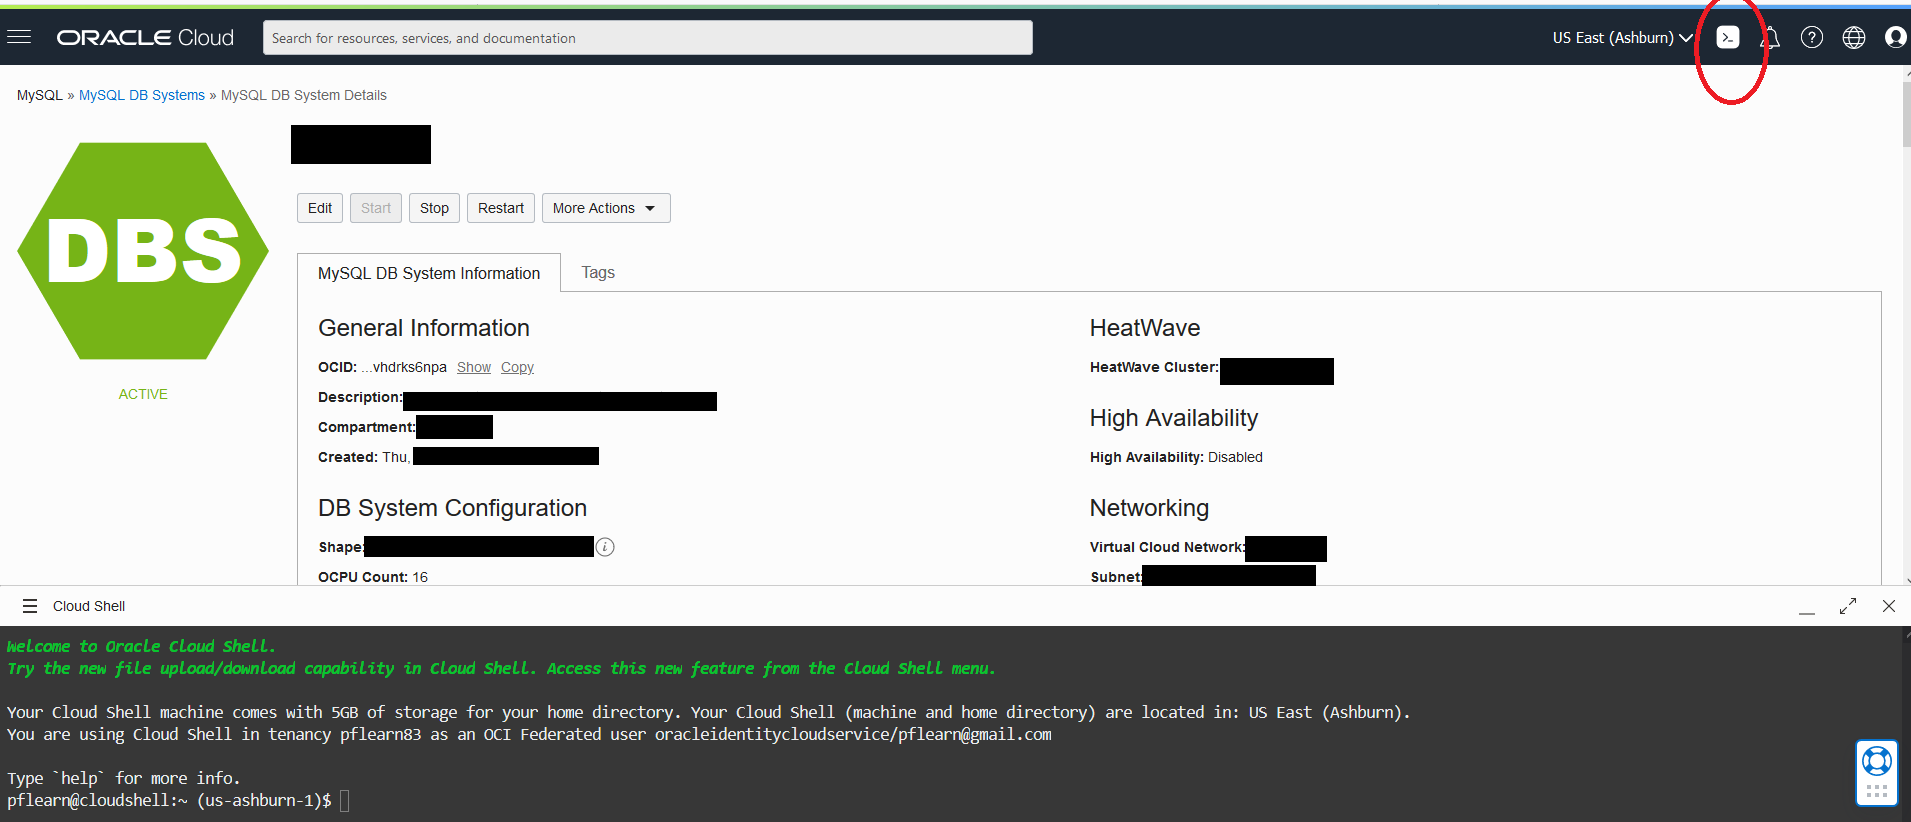 ORACLE Cloud
Search for resources, services, and documentation
US East (Ashburn)
MySQL » MySQL DB Systems » MySQL DB System Details
DBS
ACTIVE
Edit Start Stop Restart More Actions
MySQL DB System Information Tags
General Information
OCID: ...vhdrks6npa Show Copy
Description:
Compartment:
Created: Thu,
DB System Configuration
Shape:
OCPU Count: 16
HeatWave
HeatWave Cluster:
High Availability
High Availability: Disabled
Networking
Virtual Cloud Network:
Subnet:
Cloud Shell
Welcome to Oracle Cloud Shell.
Try the new file upload/download capability in Cloud Shell. Access this new feature from the Cloud Shell menu.
Your Cloud Shell machine comes with 5GB of storage for your home directory. Your Cloud Shell (machine and home directory) are located in: US East (Ashburn).
You are using Cloud Shell in tenancy pflearn83 as an OCI Federated user oracleidentitycloudservice/pflearn@gmail.com
Type `help` for more info.
pflearn@cloudshell:~ (us-ashburn-1)$